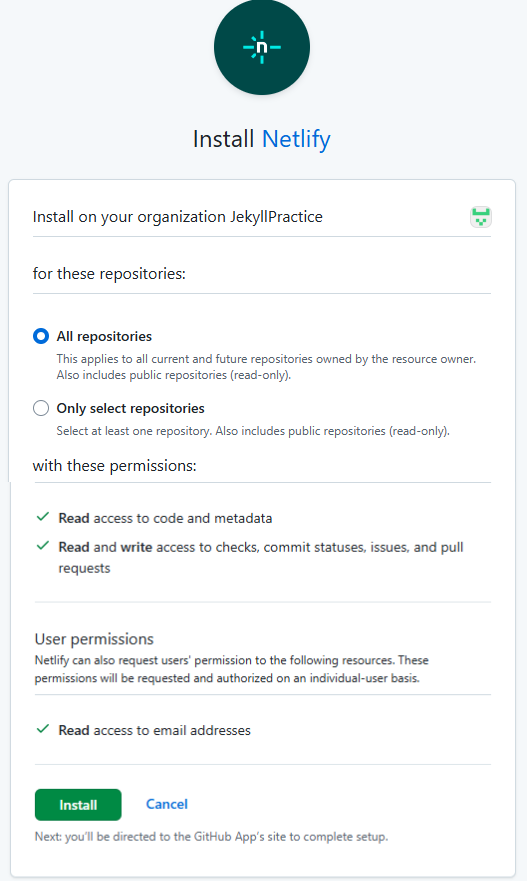 n
Install Netlify
Install on your organization JekyllPractice
for these repositories:
All repositories
This applies to all current and future repositories owned by the resource owner.
Also includes public repositories (read-only).
Only select repositories
Select at least one repository. Also includes public repositories (read-only).
with these permissions:
Read access to code and metadata
Read and write access to checks, commit statuses, issues, and pull
requests
User permissions
Netlify can also request users' permission to the following resources. These
permissions will be requested and authorized on an individual-user basis.
Read access to email addresses
Install Cancel
Next: you'll be directed to the GitHub App's site to complete setup.